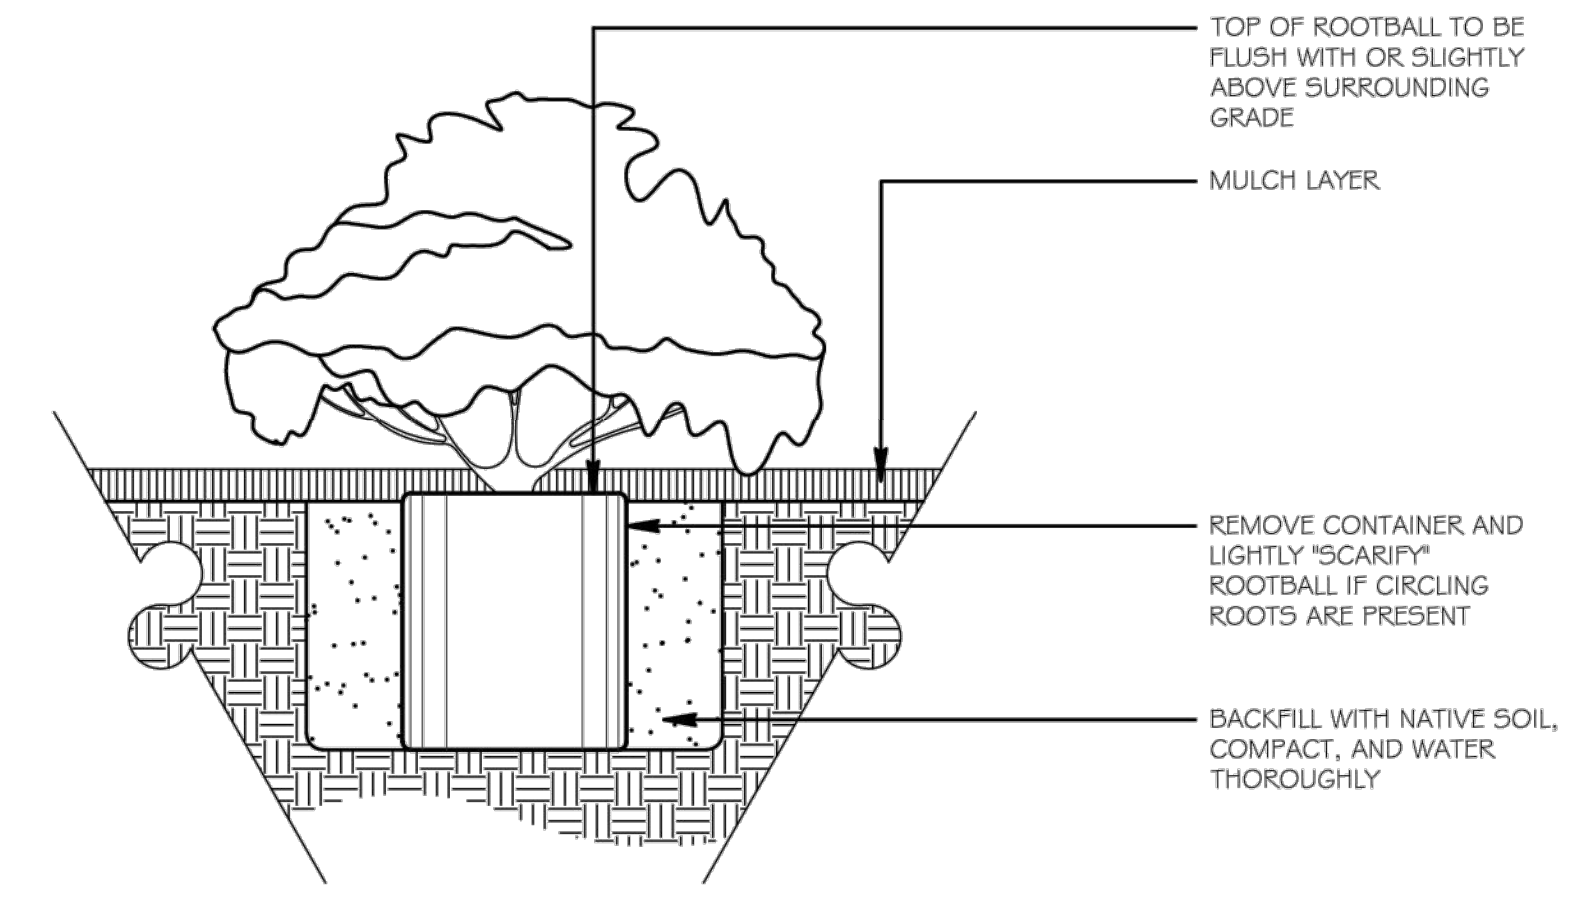 TOP OF ROOTBALL TO BE
FLUSH WITH OR SLIGHTLY
ABOVE SURROUNDING
GRADE
MULCH LAYER
REMOVE CONTAINER AND
LIGHTLY "SCARIFY"
ROOTBALL IF CIRCLING
ROOTS ARE PRESENT
BACKFILL WITH NATIVE SOIL,
COMPACT, AND WATER
THOROUGHLY